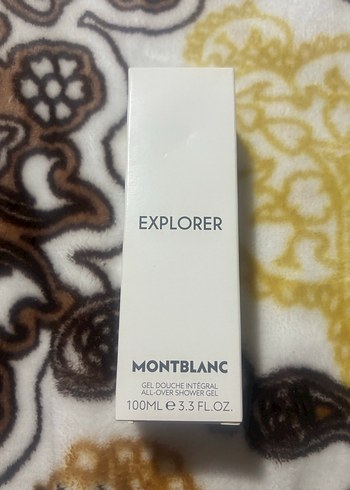 EXPLORER
MONTBLANC
GEL DOUCHE INTÉGRAL
ALL-OVER SHOWER GEL
100ML ℮ 3.3 FL.OZ.